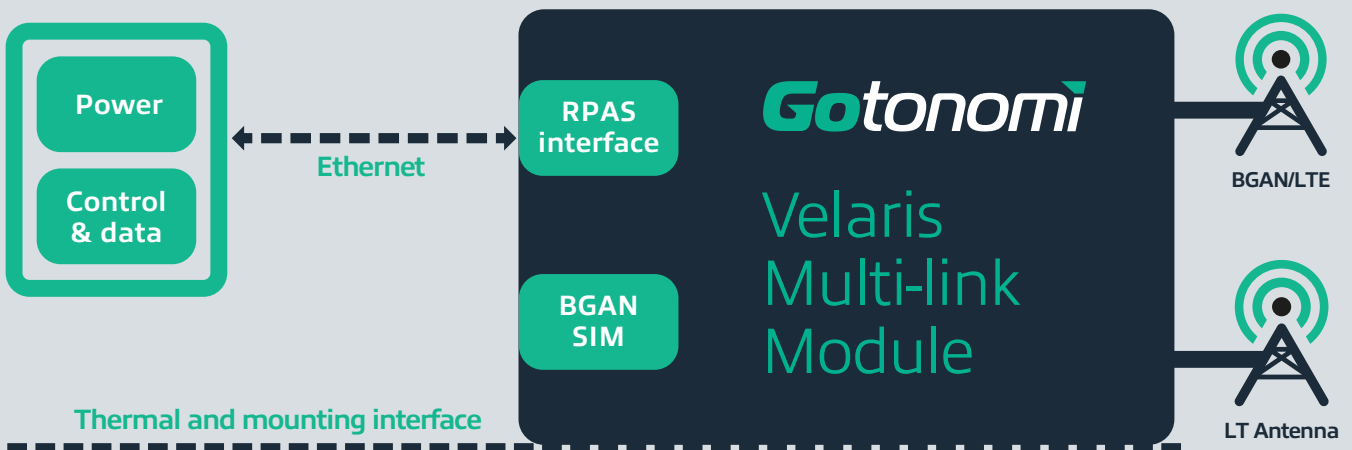 Power
Control
& data
Ethernet
RPAS
interface
BGAN
SIM
Gotonomi
Velaris
Multi-link
Module
BGAN/LTE
LT Antenna
Thermal and mounting interface